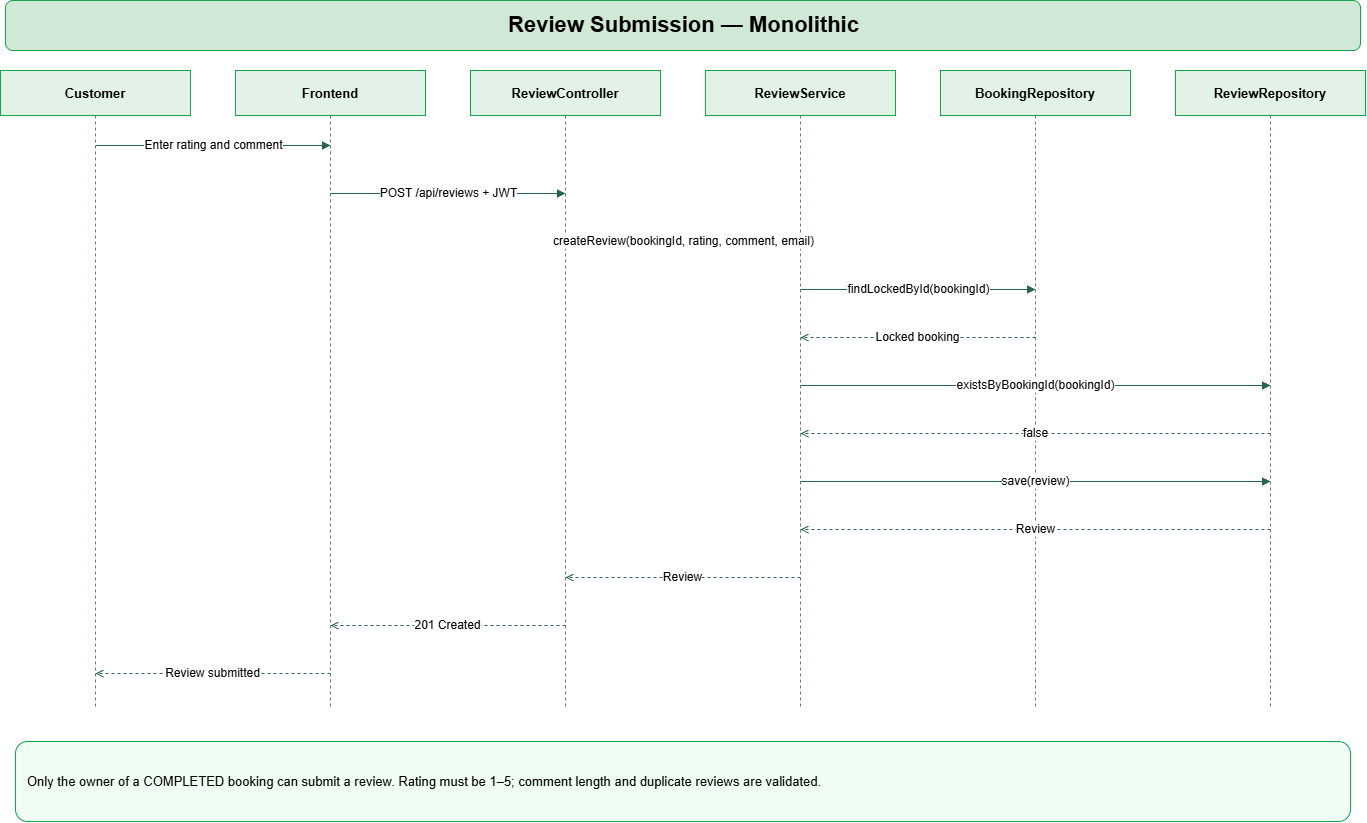 Review Submission — Monolithic
Customer
Frontend
ReviewController
ReviewService
BookingRepository
ReviewRepository
Enter rating and comment
POST /api/reviews + JWT
createReview(bookingId, rating, comment, email)
findLockedById(bookingId)
Locked booking
existsByBookingId(bookingId)
false
save(review)
Review
Review
201 Created
Review submitted
Only the owner of a COMPLETED booking can submit a review. Rating must be 1–5; comment length and duplicate reviews are validated.